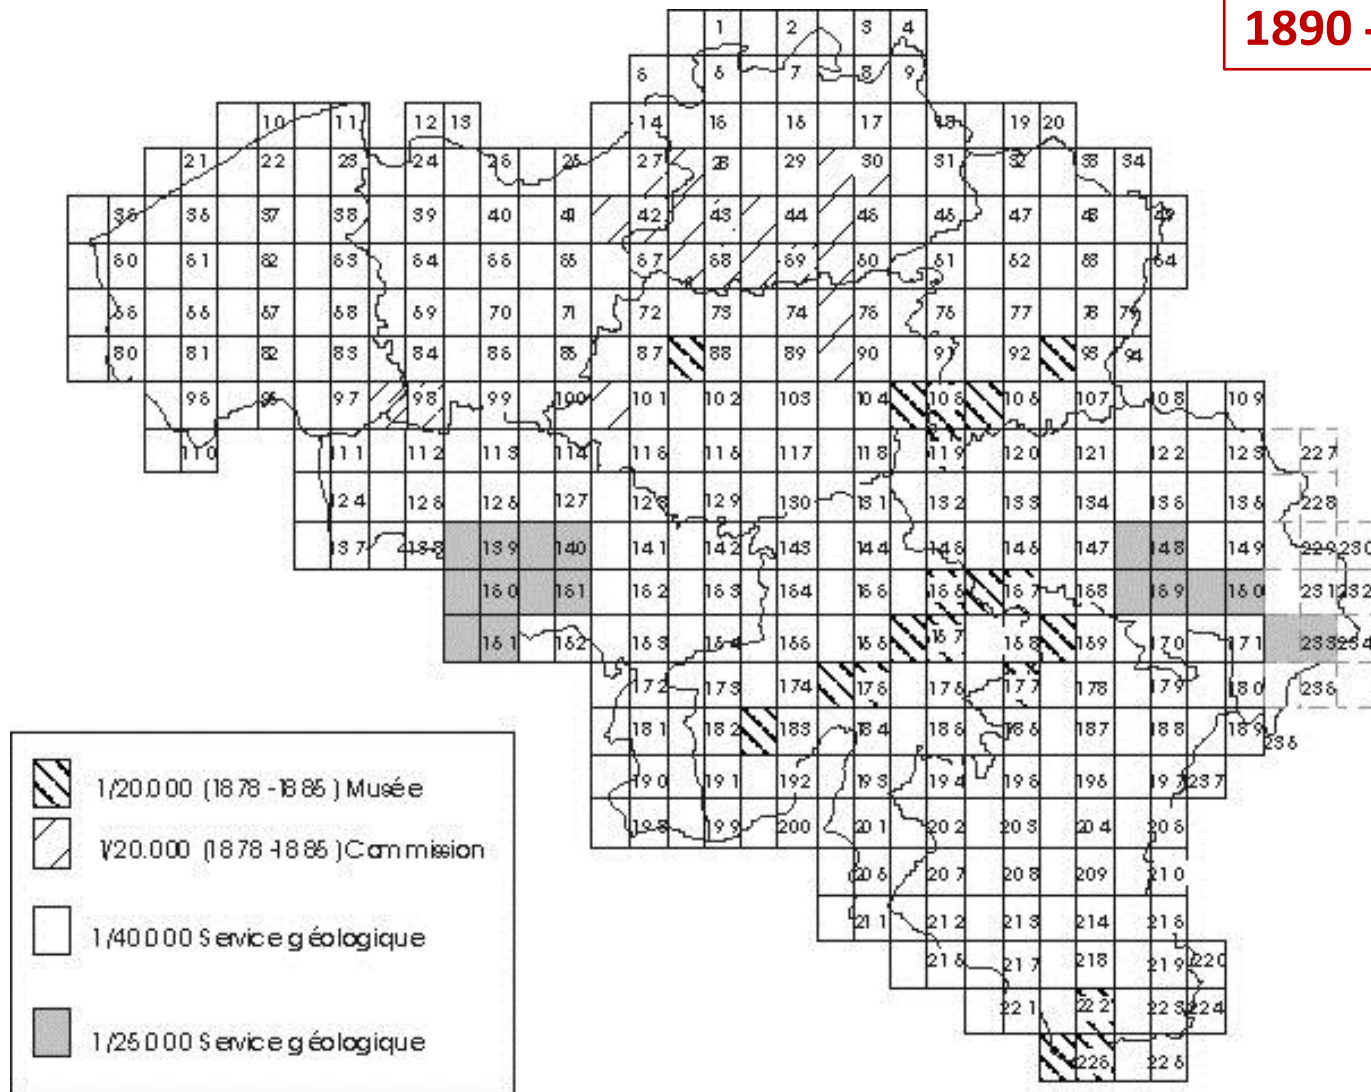 1890 -
1 2 3 4
5 6 7 8 9
10 11 12 13 14 15 16 17 18 19 20
21 22 23 24 25 26 27 28 29 30 31 32 33 34
35 36 37 38 39 40 41 42 43 44 45 46 47 48 49
50 51 52 53 54 55 56 57 58 59 60 61 62 63 64
65 66 67 68 69 70 71 72 73 74 75 76 77 78 79
80 81 82 83 84 85 86 87 88 89 90 91 92 93 94
95 96 97 98 99 100 101 102 103 104 105 106 107 108 109
110 111 112 113 114 115 116 117 118 119 120 121 122 123 227
124 125 126 127 128 129 130 131 132 133 134 135 136 228
137 138 139 140 141 142 143 144 145 146 147 148 149 229 230
150 151 152 153 154 155 156 157 158 159 160 231 232
161 162 163 164 165 166 167 168 169 170 171 233 234
172 173 174 175 176 177 178 179 180 235
181 182 183 184 185 186 187 188 189 236
190 191 192 193 194 195 196 197 237
198 199 200 201 202 203 204 205
206 207 208 209 210
211 212 213 214 215
216 217 218 219 220
221 222 223 224
225 226
1/20.000 (1878-1885) Musée
1/20.000 (1878-1885) Commission
1/40000 Service géologique
1/25000 Service géologique